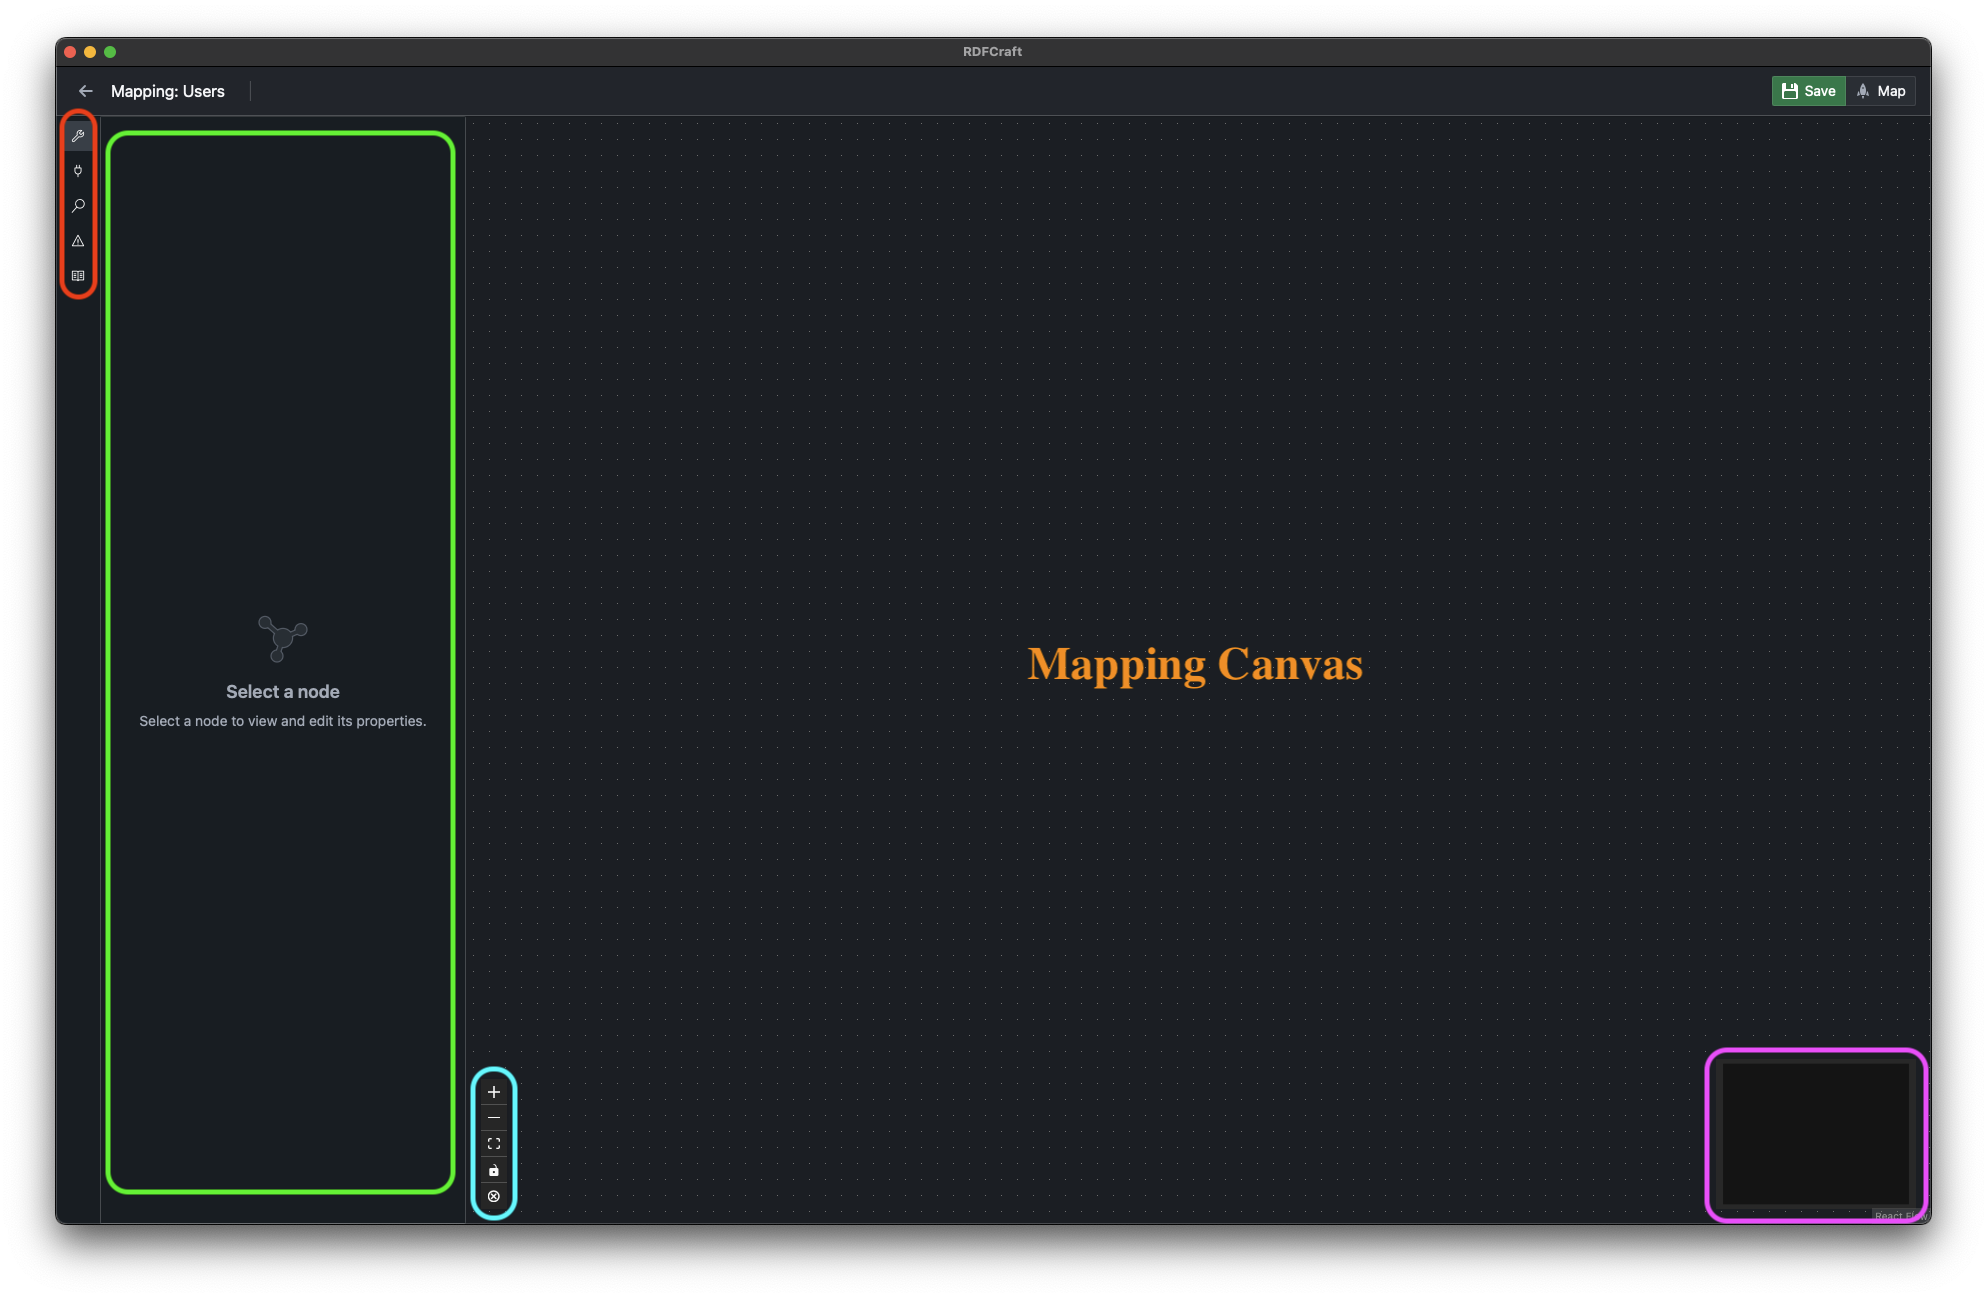 RDFCraft
Mapping: Users
Save
Map
Select a node
Select a node to view and edit its properties.
Mapping Canvas
React Flow